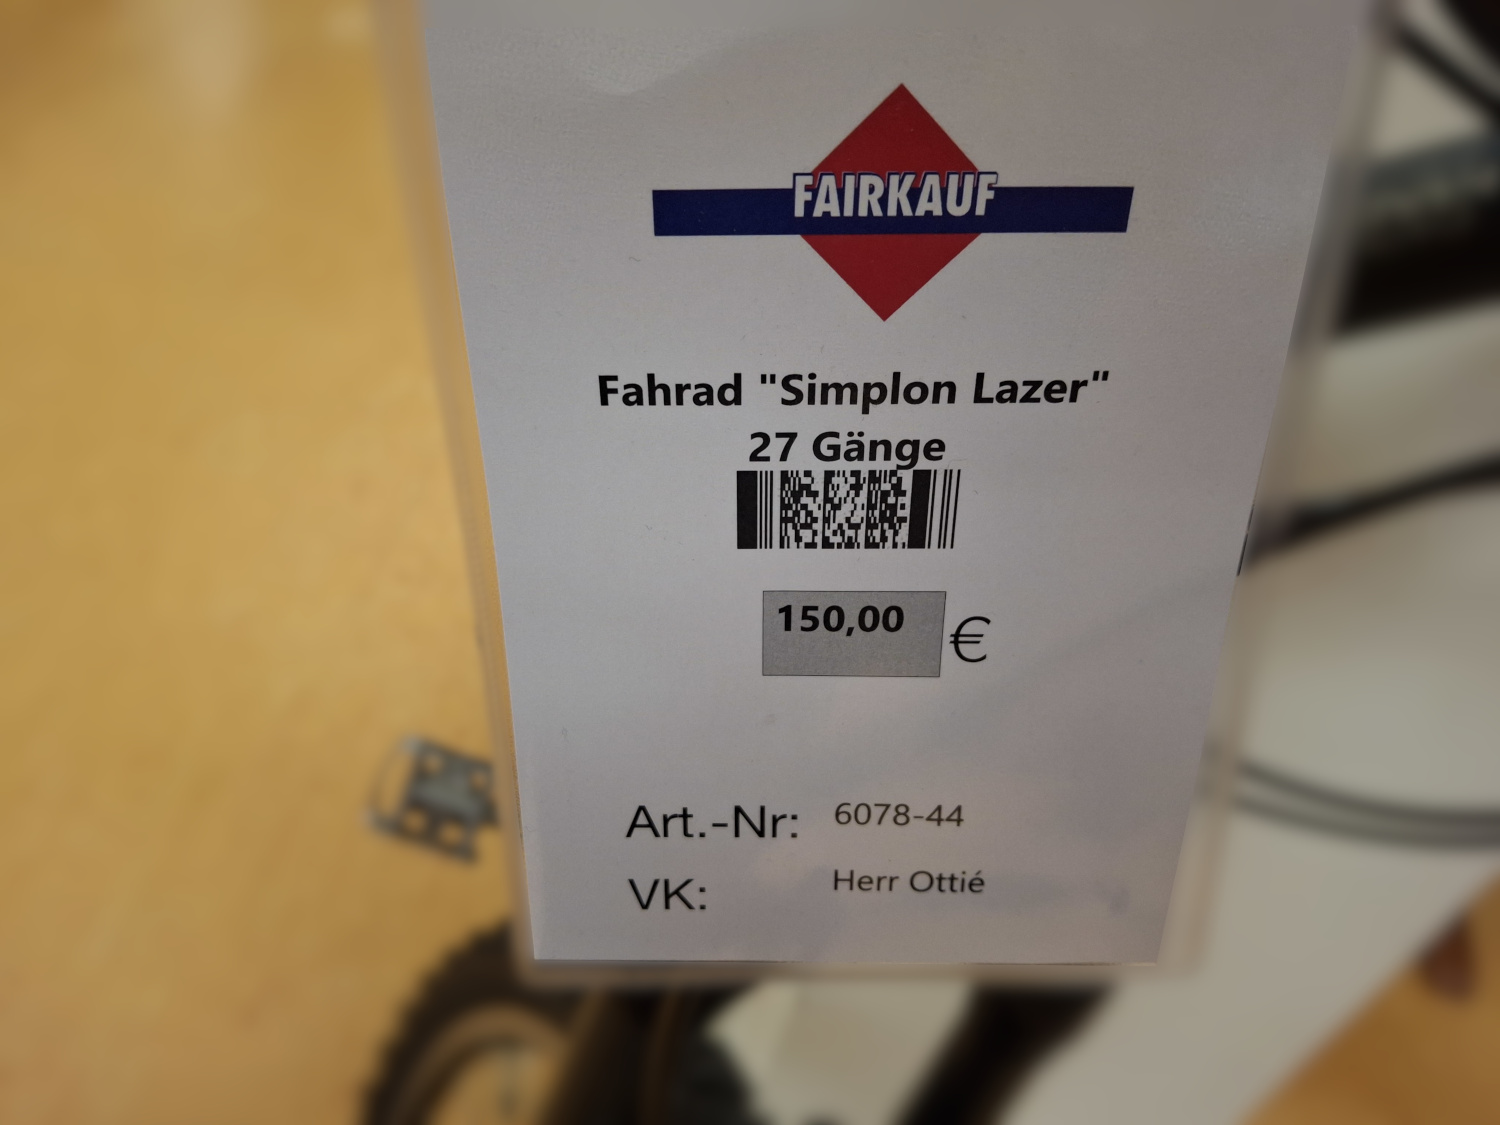 FAIRKAUF
Fahrad "Simplon Lazer"
27 Gänge
150,00 €
Art.-Nr: 6078-44
VK: Herr Ottié